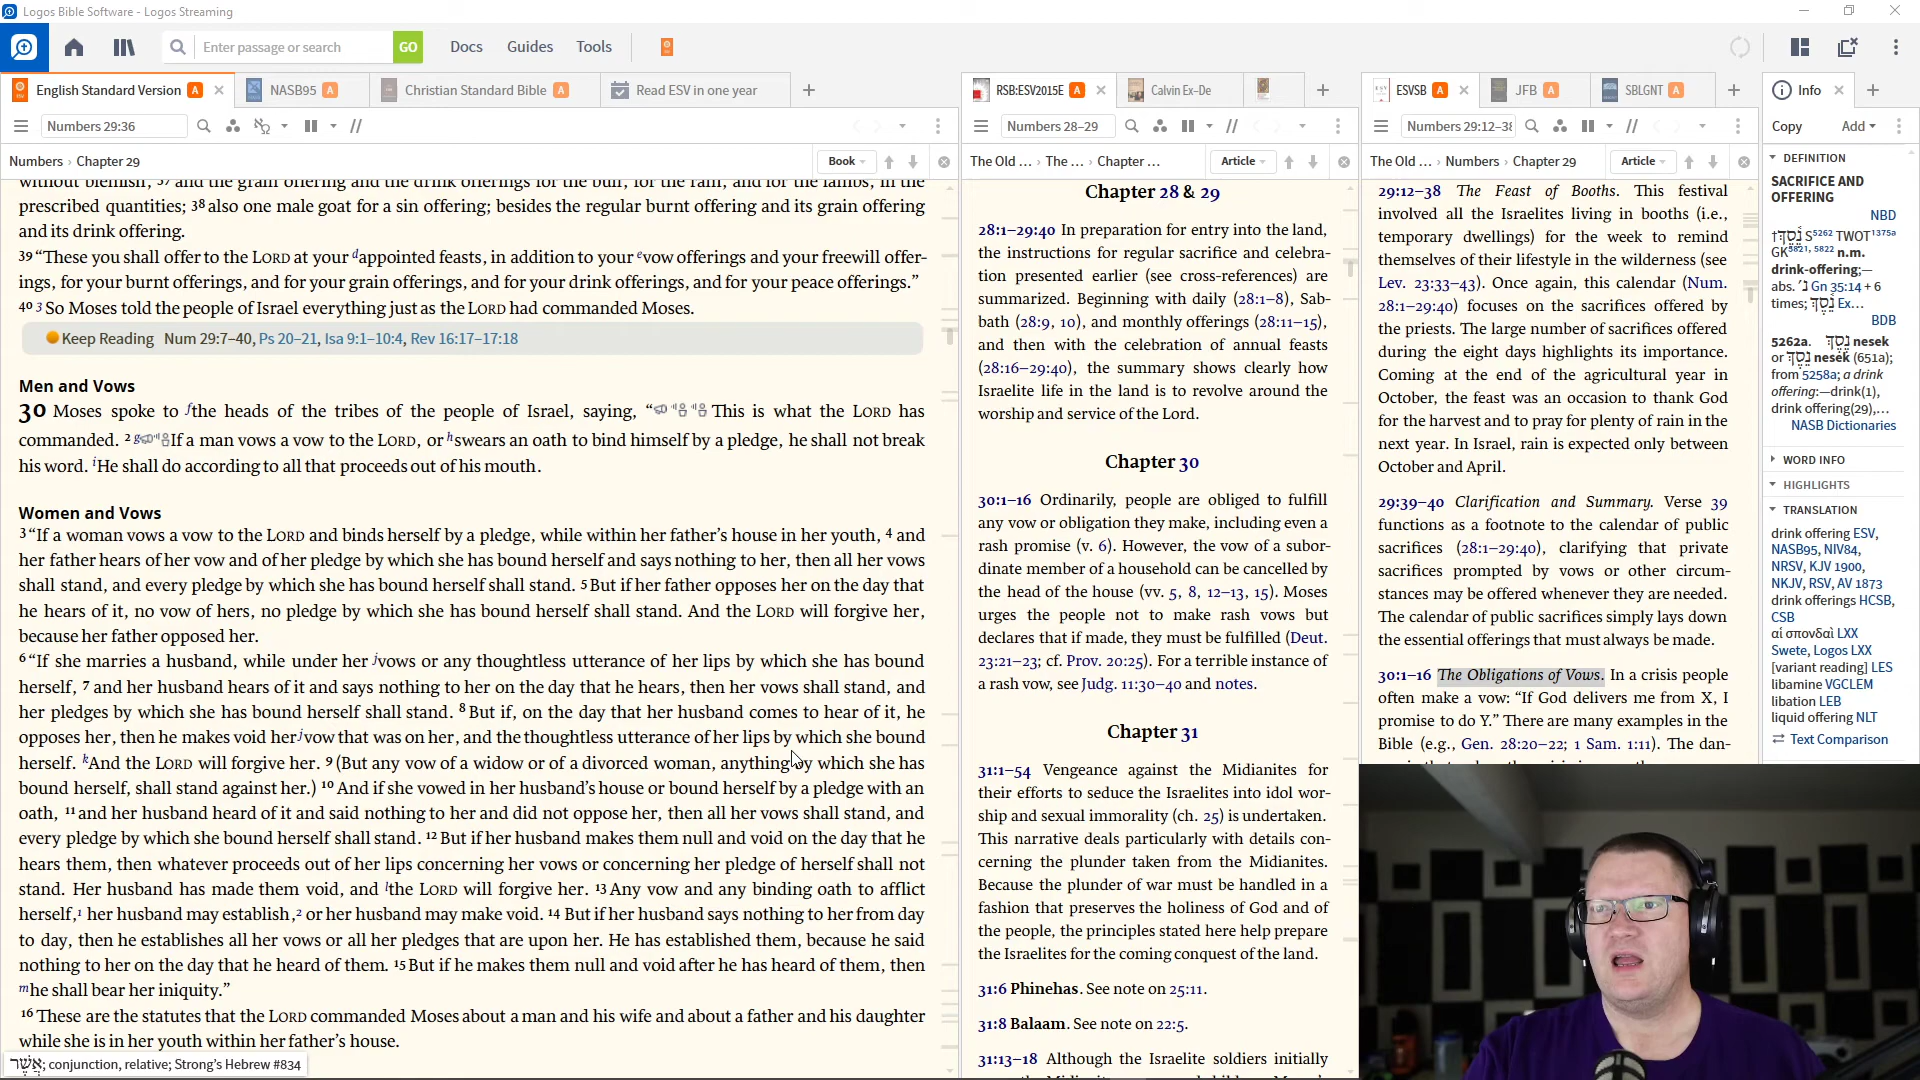 Logos Bible Software - Logos Streaming
Enter passage or search
GO
Docs
Guides
Tools
English Standard Version A
NASB95 A
Christian Standard Bible A
Read ESV in one year
Numbers 29:36
Numbers › Chapter 29
Book
without blemish; 37 and the grain offering and the drink offerings for the bull, for the ram, and for the lambs, in the
prescribed quantities; 38 also one male goat for a sin offering; besides the regular burnt offering and its grain offering
and its drink offering.
39 “These you shall offer to the LORD at your d appointed feasts, in addition to your e vow offerings and your freewill offer-
ings, for your burnt offerings, and for your grain offerings, and for your drink offerings, and for your peace offerings.”
40 3 So Moses told the people of Israel everything just as the LORD had commanded Moses.
Keep Reading Num 29:7–40, Ps 20–21, Isa 9:1–10:4, Rev 16:17–17:18
Men and Vows
30 Moses spoke to f the heads of the tribes of the people of Israel, saying, “This is what the LORD has
commanded. 2 g If a man vows a vow to the LORD, or h swears an oath to bind himself by a pledge, he shall not break
his word. i He shall do according to all that proceeds out of his mouth.
Women and Vows
3 “If a woman vows a vow to the LORD and binds herself by a pledge, while within her father’s house in her youth, 4 and
her father hears of her vow and of her pledge by which she has bound herself and says nothing to her, then all her vows
shall stand, and every pledge by which she has bound herself shall stand. 5 But if her father opposes her on the day that
he hears of it, no vow of hers, no pledge by which she has bound herself shall stand. And the LORD will forgive her,
because her father opposed her.
6 “If she marries a husband, while under her j vows or any thoughtless utterance of her lips by which she has bound
herself, 7 and her husband hears of it and says nothing to her on the day that he hears, then her vows shall stand, and
her pledges by which she has bound herself shall stand. 8 But if, on the day that her husband comes to hear of it, he
opposes her, then he makes void her j vow that was on her, and the thoughtless utterance of her lips by which she bound
herself. k And the LORD will forgive her. 9 (But any vow of a widow or of a divorced woman, anything by which she has
bound herself, shall stand against her.) 10 And if she vowed in her husband’s house or bound herself by a pledge with an
oath, 11 and her husband heard of it and said nothing to her and did not oppose her, then all her vows shall stand, and
every pledge by which she bound herself shall stand. 12 But if her husband makes them null and void on the day that he
hears them, then whatever proceeds out of her lips concerning her vows or concerning her pledge of herself shall not
stand. Her husband has made them void, and l the LORD will forgive her. 13 Any vow and any binding oath to afflict
herself, 1 her husband may establish, 2 or her husband may make void. 14 But if her husband says nothing to her from day
to day, then he establishes all her vows or all her pledges that are upon her. He has established them, because he said
nothing to her on the day that he heard of them. 15 But if he makes them null and void after he has heard of them, then
m he shall bear her iniquity.”
16 These are the statutes that the LORD commanded Moses about a man and his wife and about a father and his daughter
while she is in her youth within her father’s house.
אֲשֶׁר; conjunction, relative; Strong’s Hebrew #834
RSB:ESV2015E A
Calvin Ex–De
Numbers 28–29
The Old ... › The ... › Chapter ...
Article
Chapter 28 & 29
28:1–29:40 In preparation for entry into the land,
the instructions for regular sacrifice and celebra-
tion presented earlier (see cross-references) are
summarized. Beginning with daily (28:1–8), Sab-
bath (28:9, 10), and monthly offerings (28:11–15),
and then with the celebration of annual feasts
(28:16–29:40), the summary shows clearly how
Israelite life in the land is to revolve around the
worship and service of the Lord.
Chapter 30
30:1–16 Ordinarily, people are obliged to fulfill
any vow or obligation they make, including even a
rash promise (v. 6). However, the vow of a subor-
dinate member of a household can be cancelled by
the head of the house (vv. 5, 8, 12–13, 15). Moses
urges the people not to make rash vows but
declares that if made, they must be fulfilled (Deut.
23:21–23; cf. Prov. 20:25). For a terrible instance of
a rash vow, see Judg. 11:30–40 and notes.
Chapter 31
31:1–54 Vengeance against the Midianites for
their efforts to seduce the Israelites into idol wor-
ship and sexual immorality (ch. 25) is undertaken.
This narrative deals particularly with details con-
cerning the plunder taken from the Midianites.
Because the plunder of war must be handled in a
fashion that preserves the holiness of God and of
the people, the principles stated here help prepare
the Israelites for the coming conquest of the land.
31:6 Phinehas. See note on 25:11.
31:8 Balaam. See note on 22:5.
31:13–18 Although the Israelite soldiers initially
ESVSB A
JFB A
SBLGNT A
Numbers 29:12–38
The Old ... › Numbers › Chapter 29
Article
29:12–38 The Feast of Booths. This festival
involved all the Israelites living in booths (i.e.,
temporary dwellings) for the week to remind
themselves of their lifestyle in the wilderness (see
Lev. 23:33–43). Once again, this calendar (Num.
28:1–29:40) focuses on the sacrifices offered by
the priests. The large number of sacrifices offered
during the eight days highlights its importance.
Coming at the end of the agricultural year in
October, the feast was an occasion to thank God
for the harvest and to pray for plenty of rain in the
next year. In Israel, rain is expected only between
October and April.
29:39–40 Clarification and Summary. Verse 39
functions as a footnote to the calendar of public
sacrifices (28:1–29:40), clarifying that private
sacrifices prompted by vows or other circum-
stances may be offered whenever they are needed.
The calendar of public sacrifices simply lays down
the essential offerings that must always be made.
30:1–16 The Obligations of Vows. In a crisis people
often make a vow: “If God delivers me from X, I
promise to do Y.” There are many examples in the
Bible (e.g., Gen. 28:20–22; 1 Sam. 1:11). The dan-
Info
Copy
Add
DEFINITION
SACRIFICE AND
OFFERING
NBD
† נֶ֫סֶךְ S5262 TWOT1375a
GK5821, 5822 n.m.
drink-offering;—
abs. נ׳ Gn 35:14 + 6
times; נֵ֫סֶךְ Ex…
BDB
5262a. נֶסֶךְ nesek
or נֵסֶךְ nesek (651a);
from 5258a; a drink
offering:—drink(1),
drink offering(29),…
NASB Dictionaries
WORD INFO
HIGHLIGHTS
TRANSLATION
drink offering ESV,
NASB95, NIV84,
NRSV, KJV 1900,
NKJV, RSV, AV 1873
drink offerings HCSB,
CSB
αἱ σπονδαὶ LXX
Swete, Logos LXX
[variant reading] LES
libamine VGCLEM
libation LEB
liquid offering NLT
Text Comparison